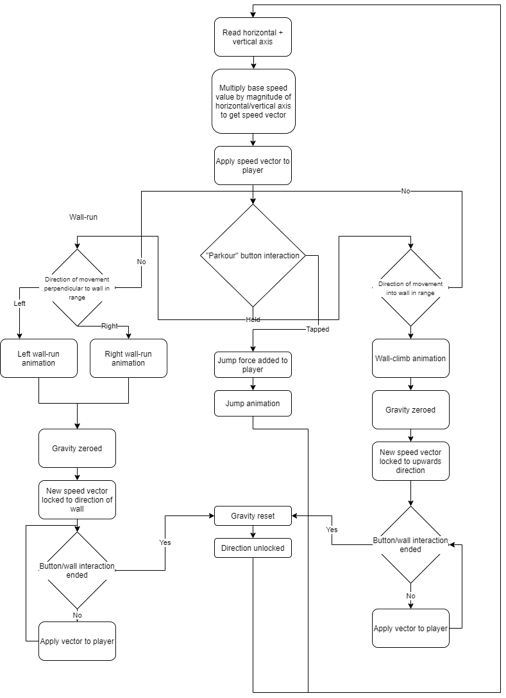 Read horizontal +
vertical axis
Multiply base speed
value by magnitude of
horizontal/vertical axis
to get speed vector
Apply speed vector to
player
No
Wall-run
"Parkour" button interaction
Direction of movement
perpendicular to wall in
range
No
Direction of movement
into wall in range
Left
Right
Held
Tapped
Left wall-run
animation
Right wall-run
animation
Jump force added to
player
Wall-climb animation
Jump animation
Gravity zeroed
Gravity zeroed
New speed vector
locked to upwards
direction
New speed vector
locked to direction of
wall
Gravity reset
Yes
Yes
Direction unlocked
Button/wall interaction
ended
Button/wall interaction
ended
No
No
Apply vector to player
Apply vector to player